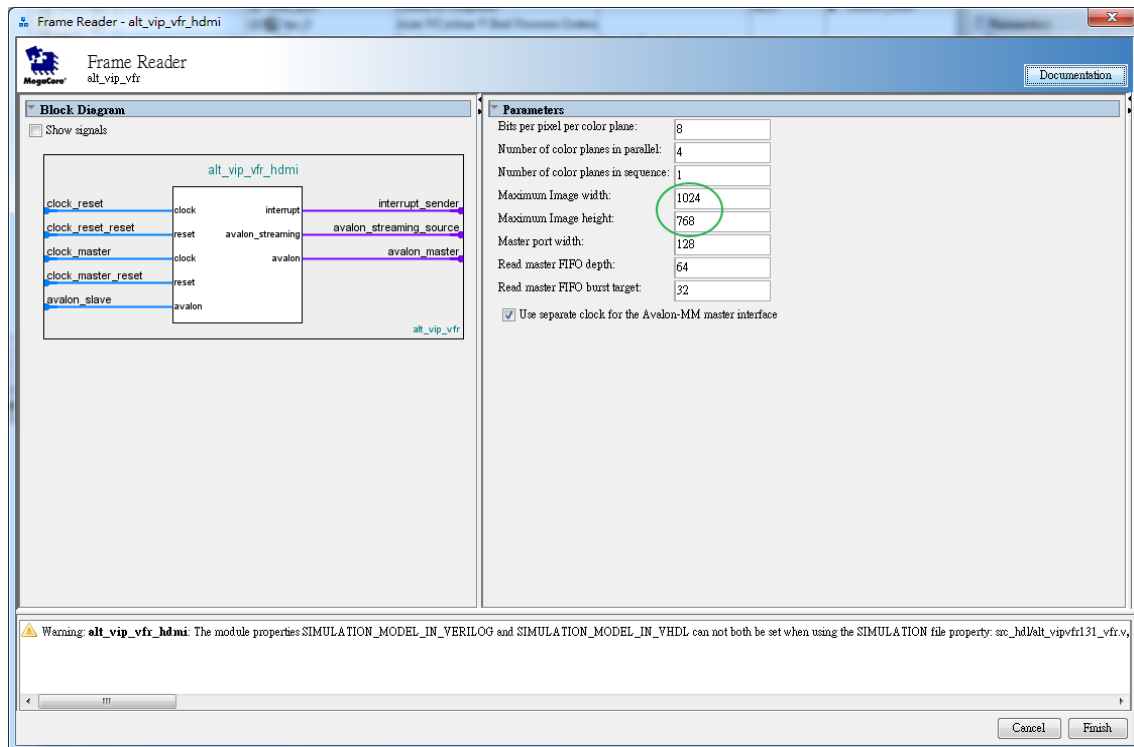 Frame Reader - alt_vip_vfr_hdmi
MegaCore®
Frame Reader
alt_vip_vfr
Documentation
Block Diagram
Show signals
alt_vip_vfr_hdmi
clock_reset clock interrupt interrupt_sender
clock_reset_reset reset avalon_streaming avalon_streaming_source
clock_master clock avalon avalon_master
clock_master_reset reset
avalon_slave avalon
alt_vip_vfr
Parameters
Bits per pixel per color plane: 8
Number of color planes in parallel: 4
Number of color planes in sequence: 1
Maximum Image width: 1024
Maximum Image height: 768
Master port width: 128
Read master FIFO depth: 64
Read master FIFO burst target: 32
Use separate clock for the Avalon-MM master interface
Warning: alt_vip_vfr_hdmi: The module properties SIMULATION_MODEL_IN_VERILOG and SIMULATION_MODEL_IN_VHDL can not both be set when using the SIMULATION file property: src_hdl/alt_vipvfr131_vfr.v,
Cancel Finish